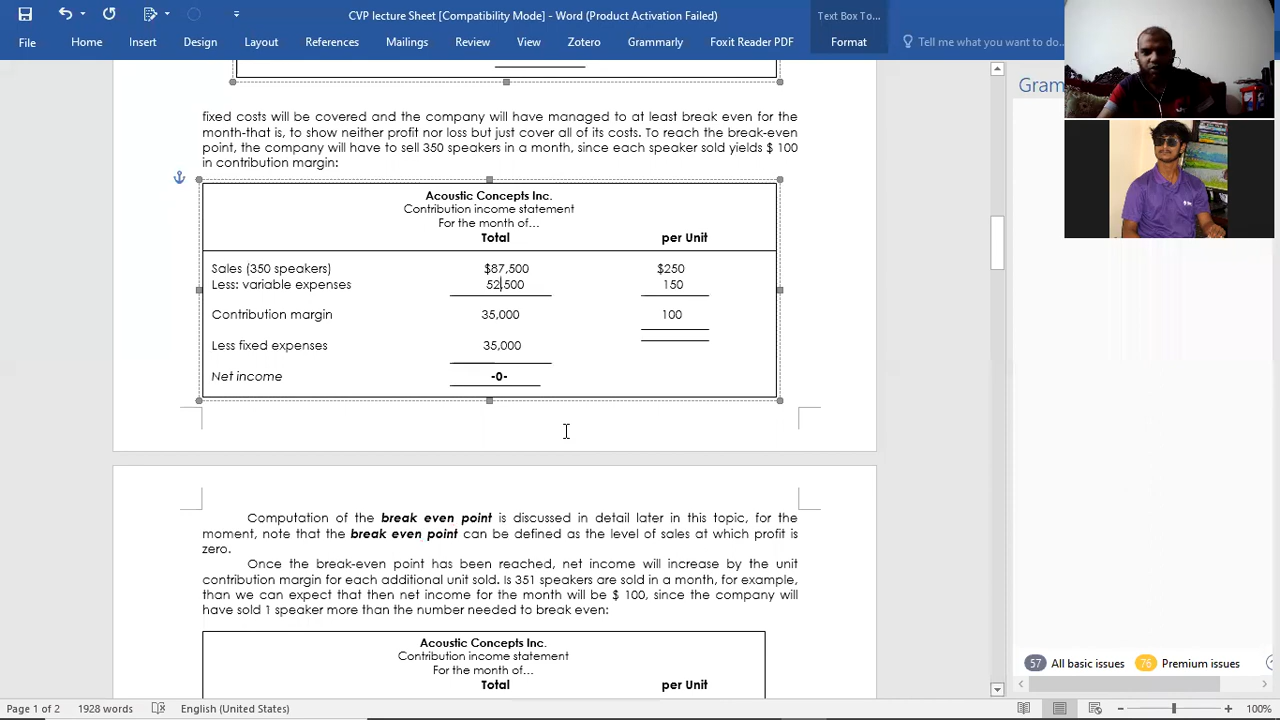 CVP lecture Sheet [Compatibility Mode] - Word (Product Activation Failed)
Text Box To...
File Home Insert Design Layout References Mailings Review View Zotero Grammarly Foxit Reader PDF Format Tell me what you want to do...
Gram
fixed costs will be covered and the company will have managed to at least break even for the
month-that is, to show neither profit nor loss but just cover all of its costs. To reach the break-even
point, the company will have to sell 350 speakers in a month, since each speaker sold yields $ 100
in contribution margin:
Acoustic Concepts Inc.
Contribution income statement
For the month of...
Total per Unit
Sales (350 speakers) $87,500 $250
Less: variable expenses 52,500 150
Contribution margin 35,000 100
Less fixed expenses 35,000
Net income -0-
Computation of the break even point is discussed in detail later in this topic, for the
moment, note that the break even point can be defined as the level of sales at which profit is
zero.
Once the break-even point has been reached, net income will increase by the unit
contribution margin for each additional unit sold. Is 351 speakers are sold in a month, for example,
than we can expect that then net income for the month will be $ 100, since the company will
have sold 1 speaker more than the number needed to break even:
Acoustic Concepts Inc.
Contribution income statement
For the month of...
Total per Unit
57 All basic issues 76 Premium issues
Page 1 of 2 1928 words English (United States) 100%